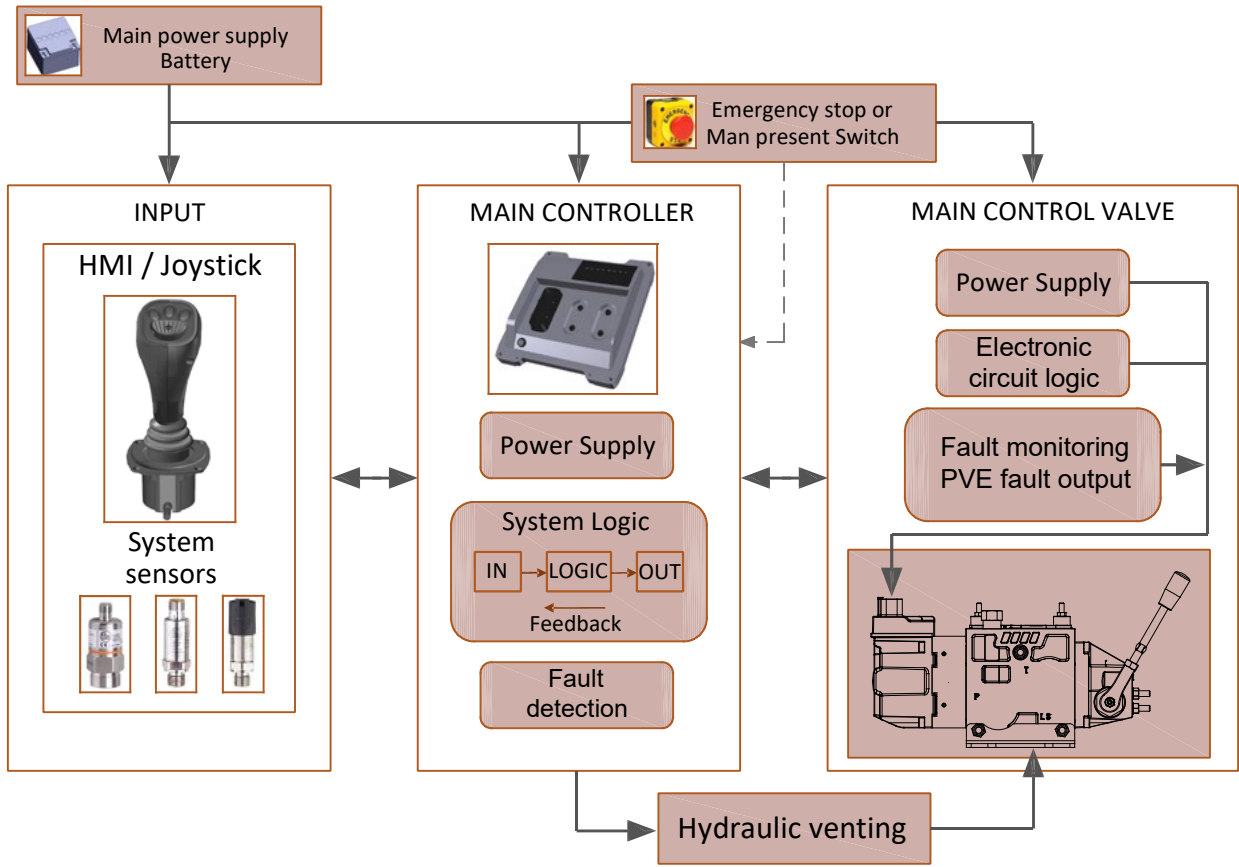 Main power supply
Battery
Emergency stop or
Man present Switch
INPUT
HMI / Joystick
System
sensors
MAIN CONTROLLER
Power Supply
System Logic
IN
LOGIC
OUT
Feedback
Fault
detection
MAIN CONTROL VALVE
Power Supply
Electronic
circuit logic
Fault monitoring
PVE fault output
P
T
LS
Hydraulic venting